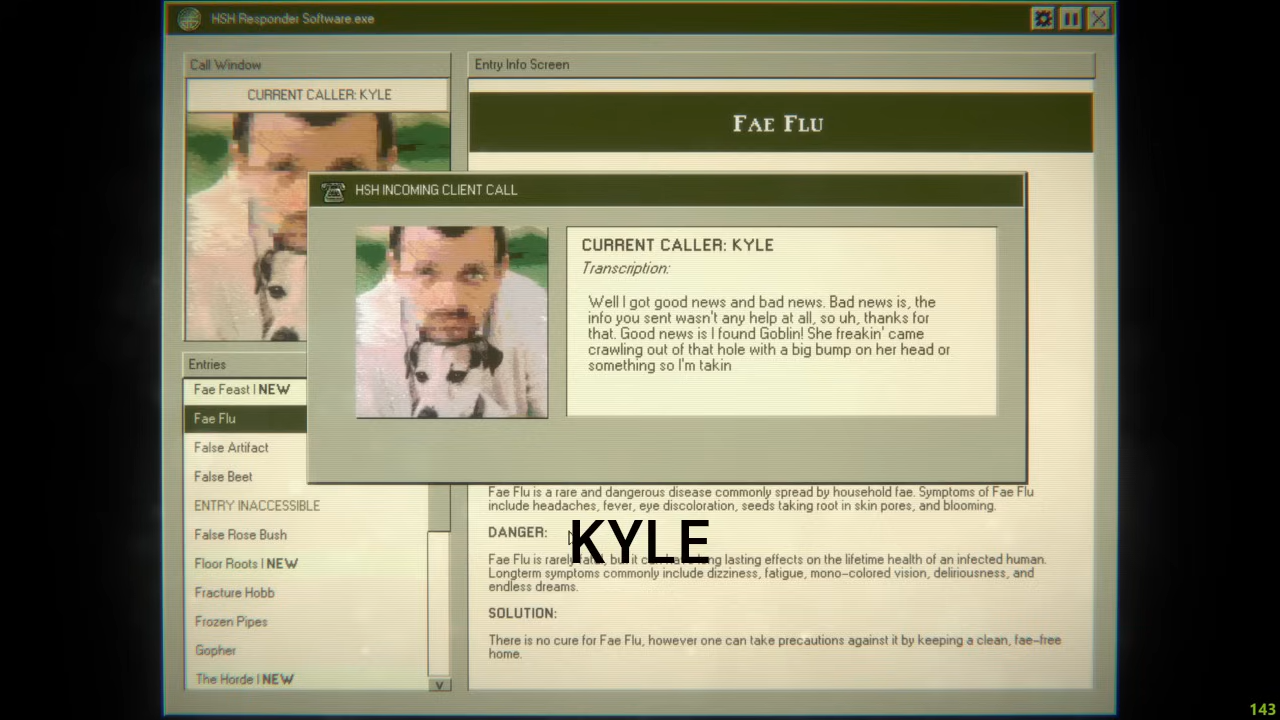 HSH Responder Software.exe
Call Window
CURRENT CALLER: KYLE
Entries
Fae Feast | NEW
Fae Flu
False Artifact
False Beet
ENTRY INACCESSIBLE
False Rose Bush
Floor Roots | NEW
Fracture Hobb
Frozen Pipes
Gopher
The Horde | NEW
V
Entry Info Screen
FAE FLU
HSH INCOMING CLIENT CALL
CURRENT CALLER: KYLE
Transcription:
Well I got good news and bad news. Bad news is, the
info you sent wasn't any help at all, so uh, thanks for
that. Good news is I found Goblin! She freakin' came
crawling out of that hole with a big bump on her head or
something so I'm takin
Fae Flu is a rare and dangerous disease commonly spread by household fae. Symptoms of Fae Flu
include headaches, fever, eye discoloration, seeds taking root in skin pores, and blooming.
DANGER:
KYLE
Fae Flu is rarely fatal, but it can have long lasting effects on the lifetime health of an infected human.
Longterm symptoms commonly include dizziness, fatigue, mono-colored vision, deliriousness, and
endless dreams.
SOLUTION:
There is no cure for Fae Flu, however one can take precautions against it by keeping a clean, fae-free
home.
143